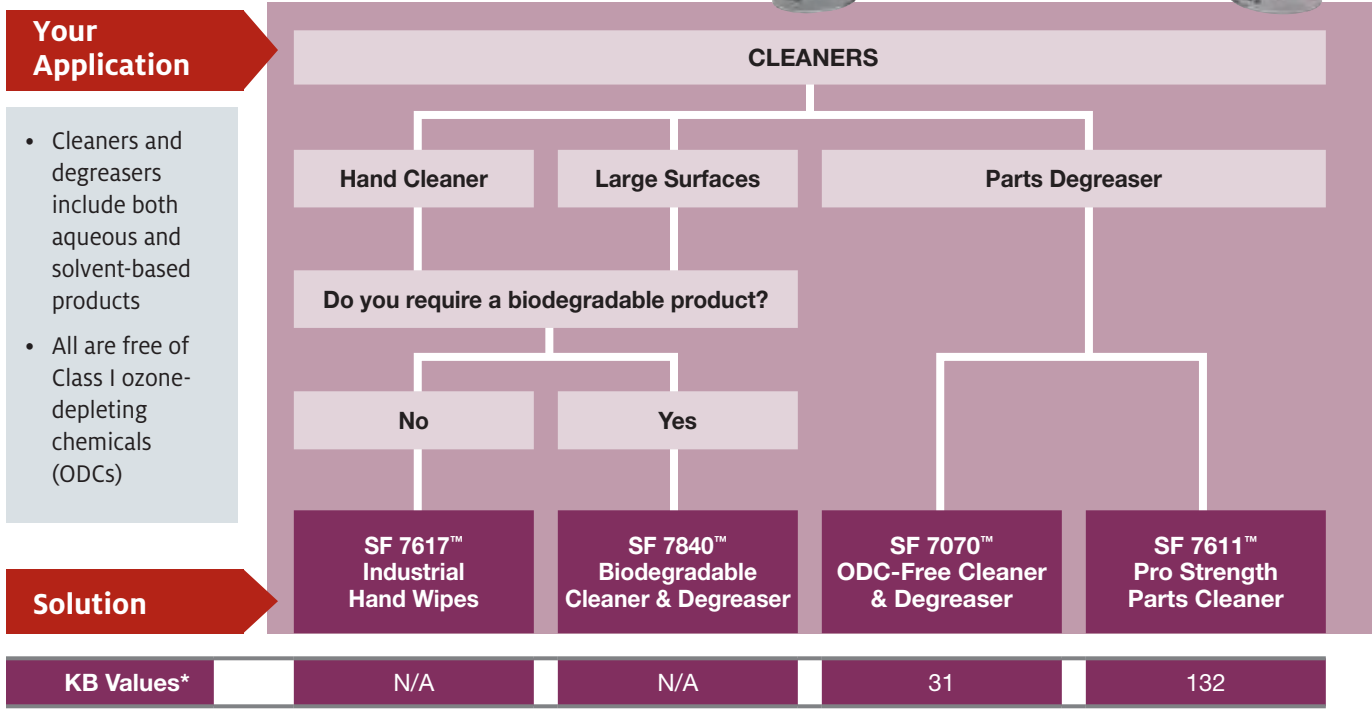 Your
Application
CLEANERS
• Cleaners and
degreasers
include both
aqueous and
solvent-based
products
• All are free of
Class I ozone-
depleting
chemicals
(ODCs)
Hand Cleaner
Large Surfaces
Parts Degreaser
Do you require a biodegradable product?
No
Yes
SF 7617™
Industrial
Hand Wipes
SF 7840™
Biodegradable
Cleaner & Degreaser
SF 7070™
ODC-Free Cleaner
& Degreaser
SF 7611™
Pro Strength
Parts Cleaner
Solution
KB Values* N/A N/A 31 132